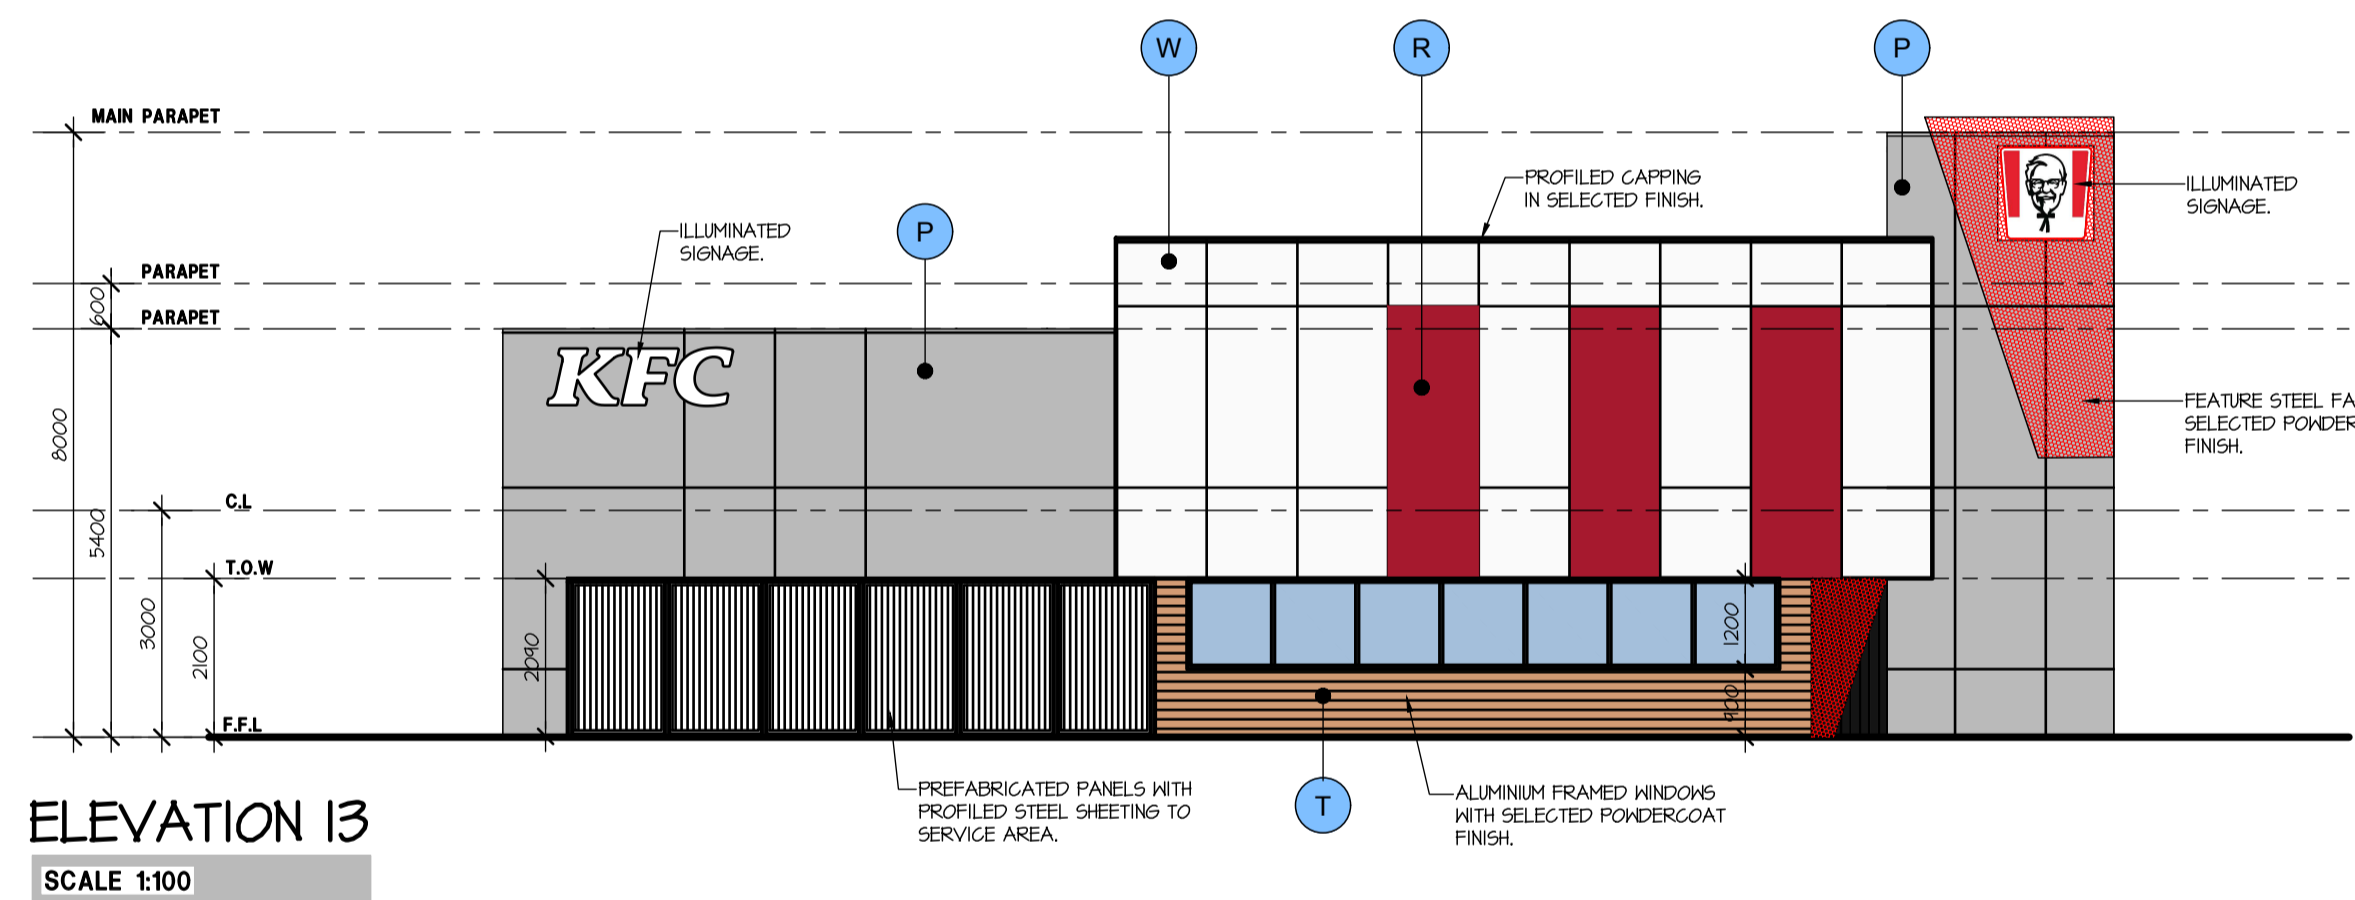 W
R
P
MAIN PARAPET
PROFILED CAPPING
IN SELECTED FINISH.
ILLUMINATED
SIGNAGE.
ILLUMINATED
SIGNAGE.
P
PARAPET
600
PARAPET
KFC
8000
FEATURE STEEL FA
SELECTED POWDER
FINISH.
C.L
5400
T.O.W
3000
2100
2090
1200
900
F.F.L
PREFABRICATED PANELS WITH
PROFILED STEEL SHEETING TO
SERVICE AREA.
T
ALUMINIUM FRAMED WINDOWS
WITH SELECTED POWDERCOAT
FINISH.
ELEVATION 13
SCALE 1:100